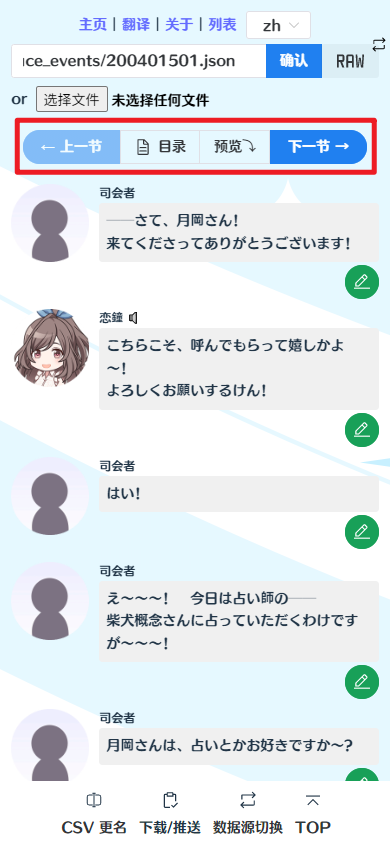 主页 | 翻译 | 关于 | 列表 zh
ice_events/200401501.json 确认 RAW
or 选择文件 未选择任何文件
← 上一节 目录 预览 下一节 →
司会者
──さて、月岡さん！
来てくださってありがとうございます！
恋鐘
こちらこそ、呼んでもらって嬉しかよ
～！
よろしくお願いするけん！
司会者
はい！
司会者
え～～～！　今日は占い師の──
柴犬概念さんに占っていただくわけです
が～～～！
司会者
月岡さんは、占いとかお好きですか～？
CSV 更名 下载/推送 数据源切换 TOP